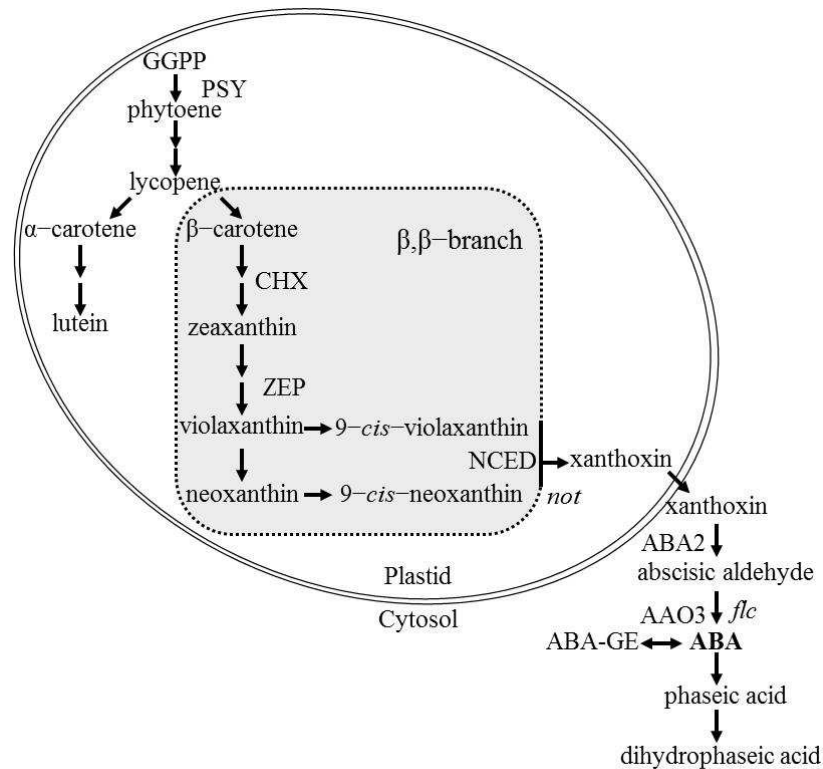 GGPP
PSY
phytoene
lycopene
α−carotene
β−carotene
β,β−branch
CHX
lutein
zeaxanthin
ZEP
violaxanthin
9−cis−violaxanthin
NCED
xanthoxin
neoxanthin
9−cis−neoxanthin
not
xanthoxin
ABA2
Plastid
abscisic aldehyde
Cytosol
AAO3
flc
ABA-GE
ABA
phaseic acid
dihydrophaseic acid